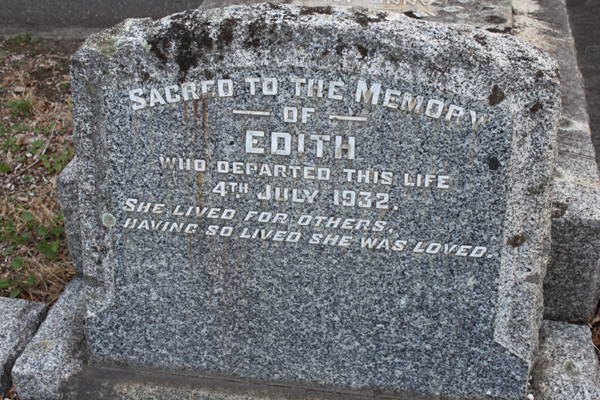 SACRED TO THE MEMORY
— OF —
EDITH
WHO DEPARTED THIS LIFE
4TH JULY 1932.
SHE LIVED FOR OTHERS,
HAVING SO LIVED SHE WAS LOVED.